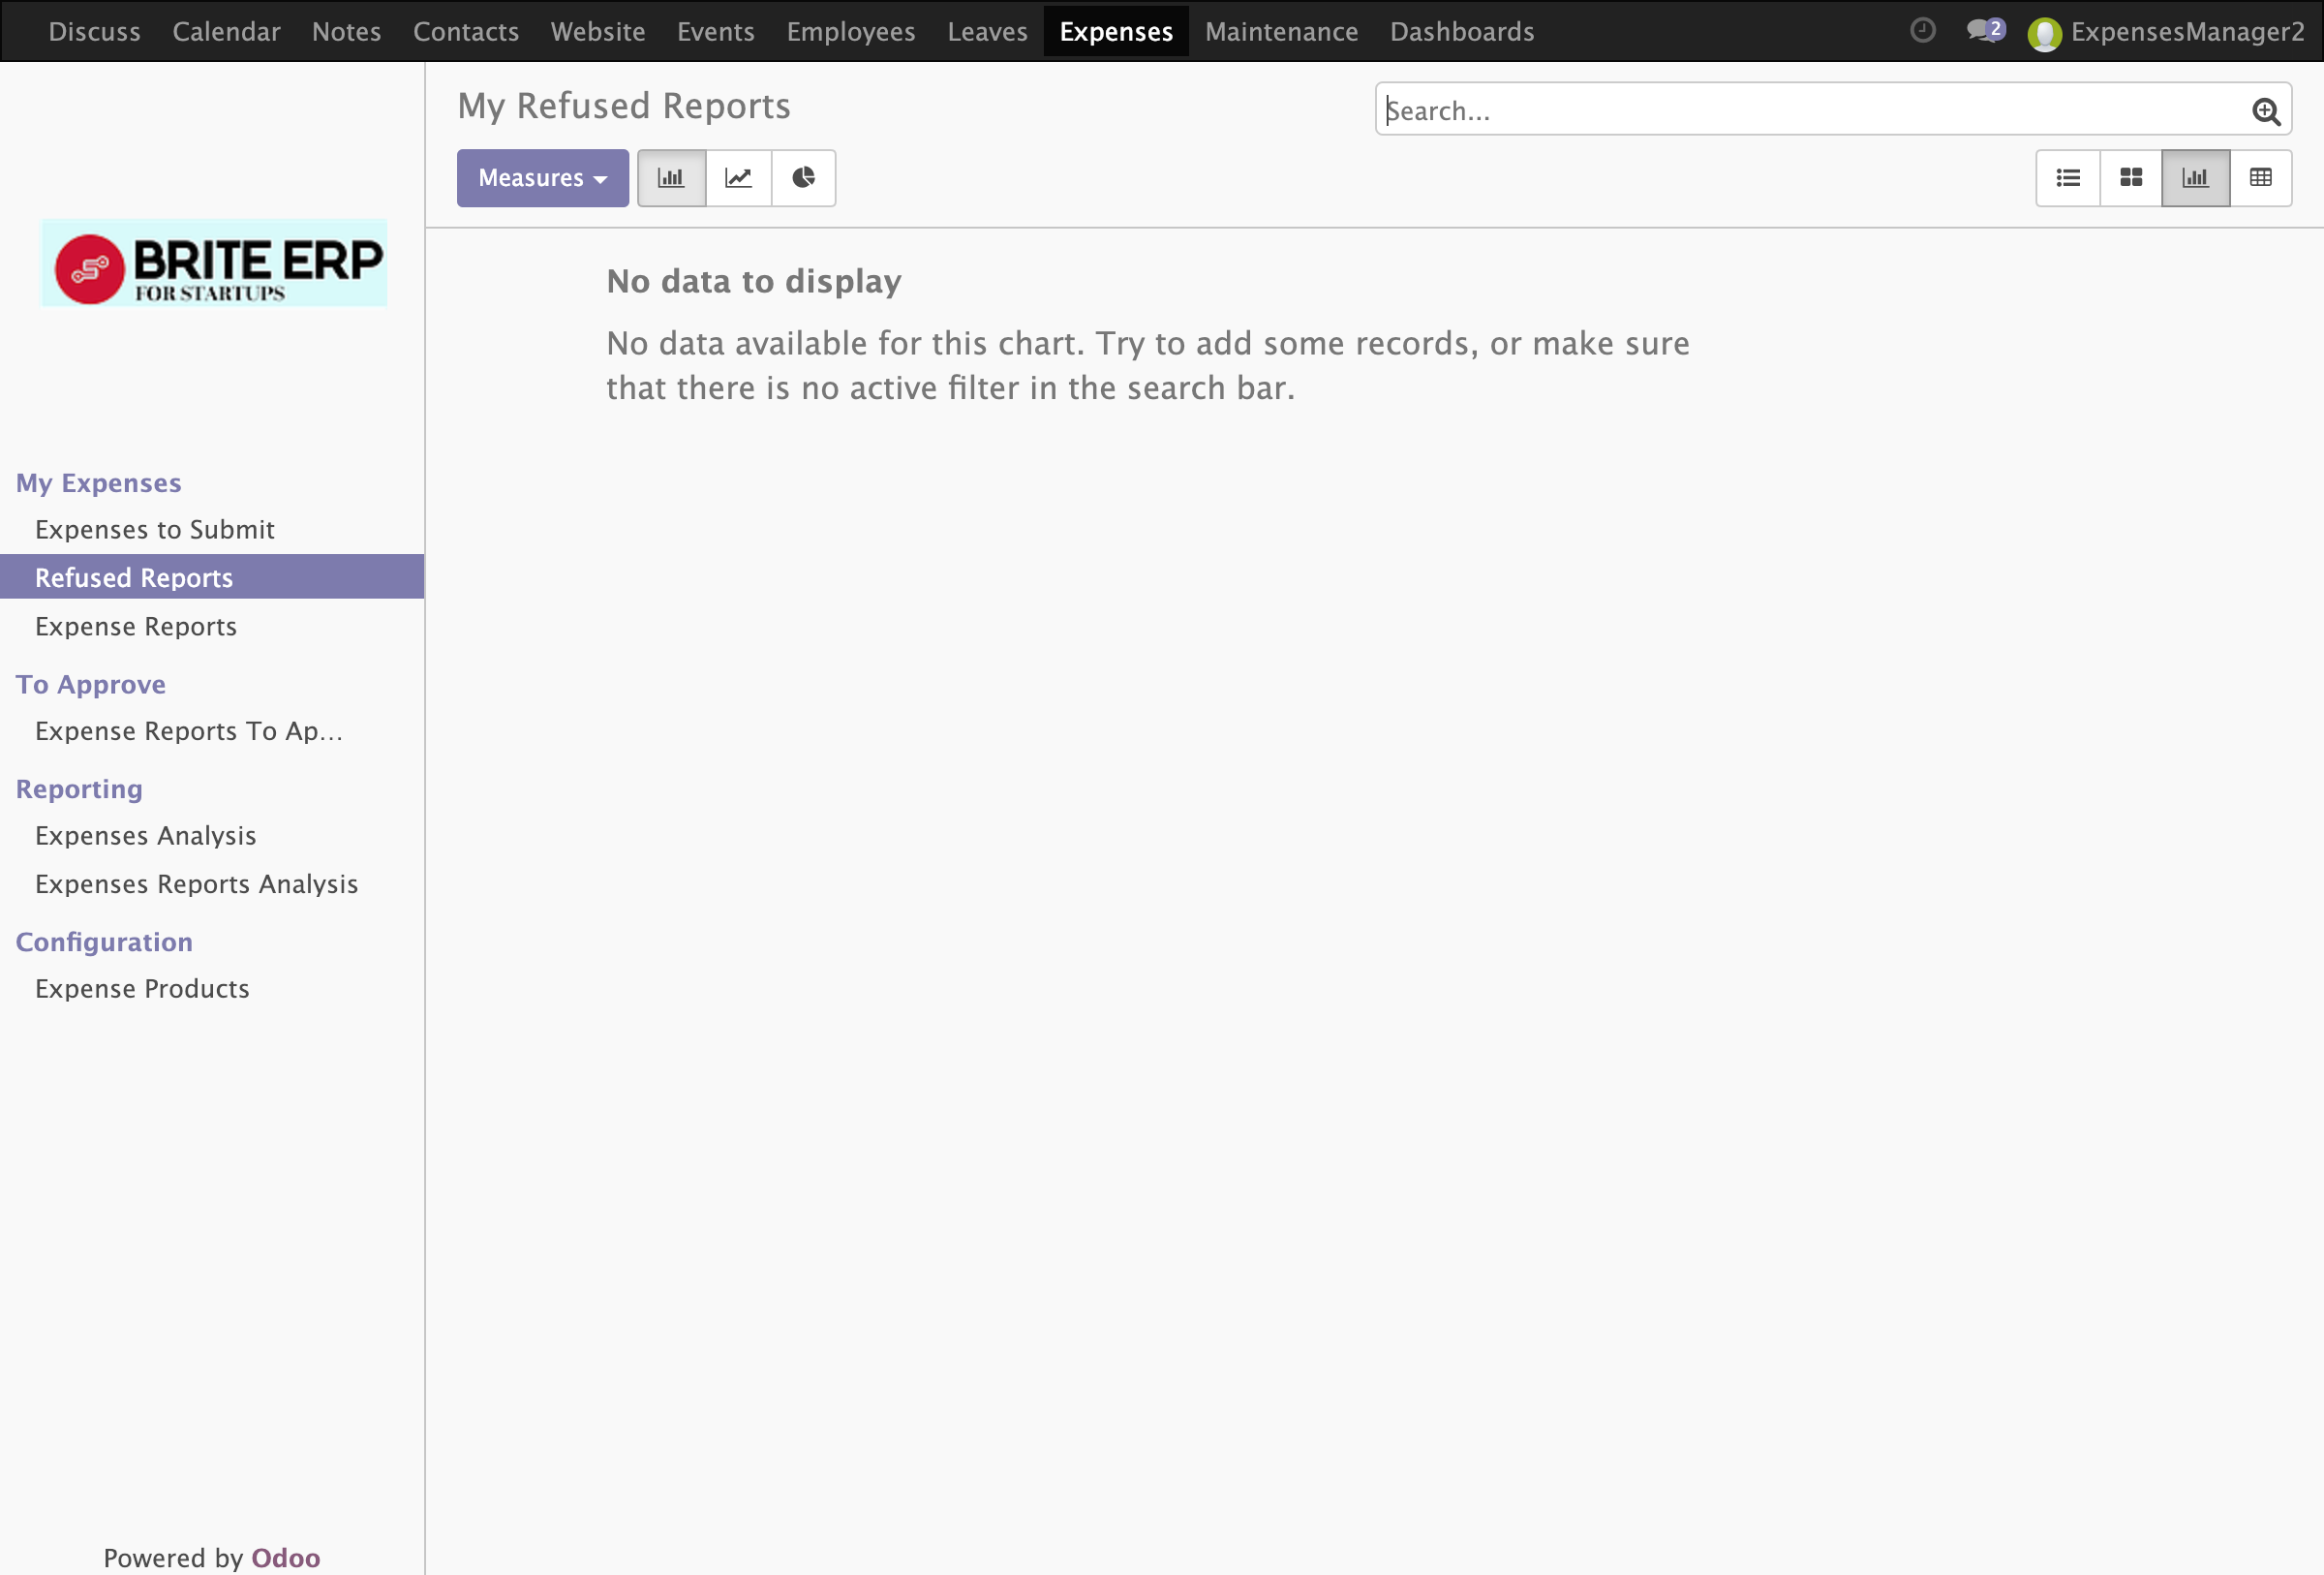 Discuss Calendar Notes Contacts Website Events Employees Leaves Expenses Maintenance Dashboards 2 ExpensesManager2
My Refused Reports
Search...
Measures
BRITE ERP
FOR STARTUPS
No data to display
No data available for this chart. Try to add some records, or make sure
that there is no active filter in the search bar.
My Expenses
Expenses to Submit
Refused Reports
Expense Reports
To Approve
Expense Reports To Ap...
Reporting
Expenses Analysis
Expenses Reports Analysis
Configuration
Expense Products
Powered by Odoo